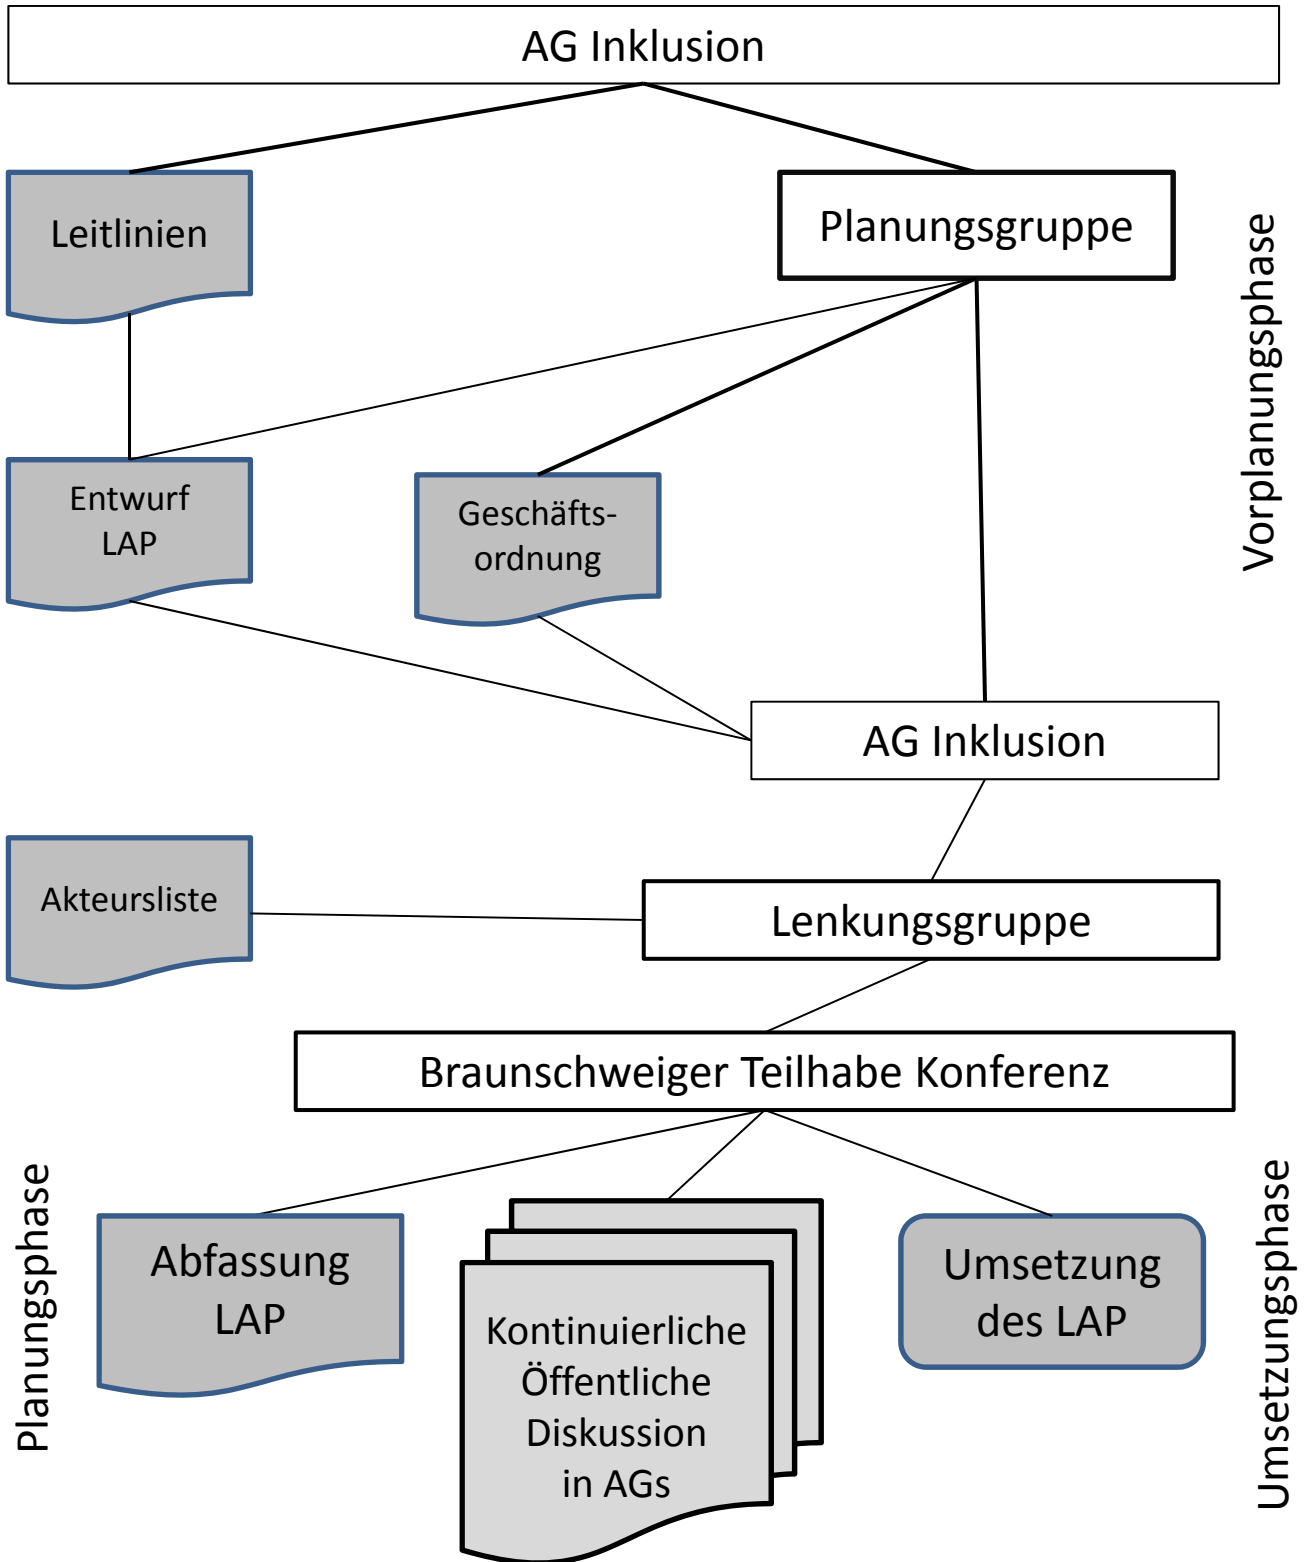 AG Inklusion
Leitlinien
Planungsgruppe
Vorplanungsphase
Entwurf
LAP
Geschäfts-
ordnung
AG Inklusion
Akteursliste
Lenkungsgruppe
Braunschweiger Teilhabe Konferenz
Planungsphase
Abfassung
LAP
Kontinuierliche
Öffentliche
Diskussion
in AGs
Umsetzung
des LAP
Umsetzungsphase